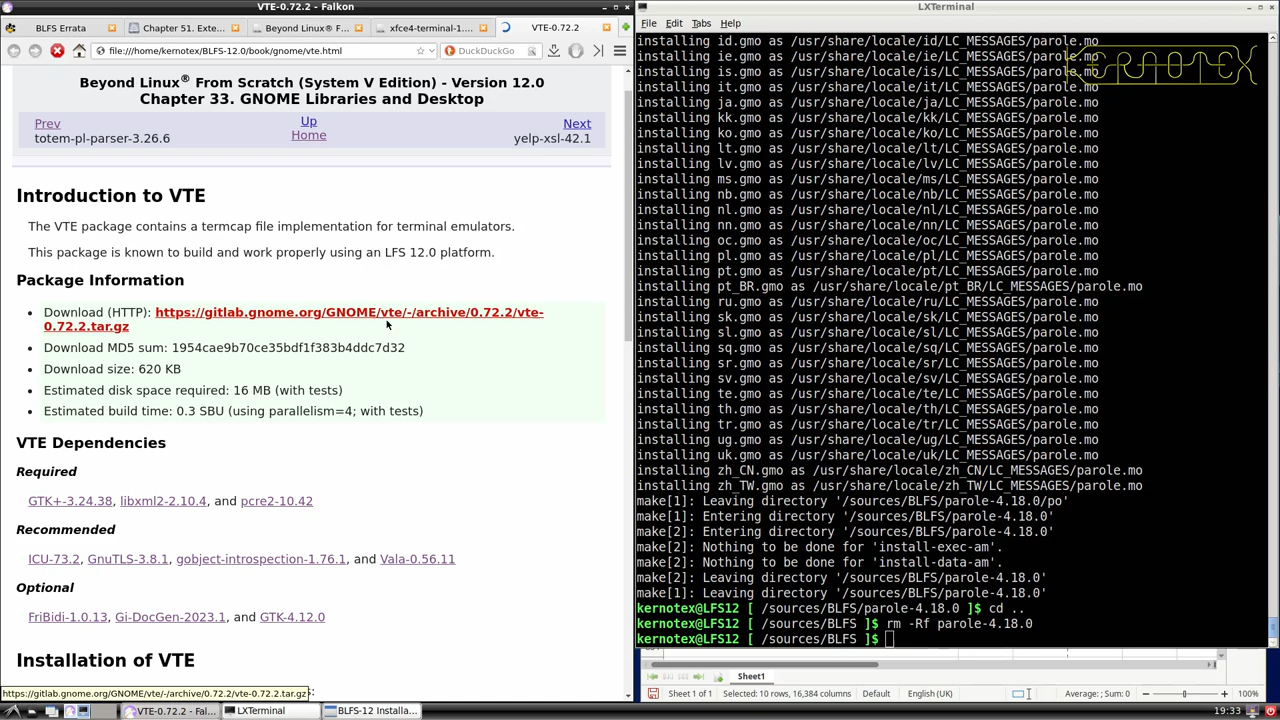 VTE-0.72.2 - Falkon
BLFS Errata
Chapter 51. Exte...
Beyond Linux® F...
xfce4-terminal-1....
VTE-0.72.2
file:///home/kernotex/BLFS-12.0/book/gnome/vte.html
DuckDuckGo
Beyond Linux® From Scratch (System V Edition) - Version 12.0
Chapter 33. GNOME Libraries and Desktop
Prev
Up
Next
totem-pl-parser-3.26.6
Home
yelp-xsl-42.1
Introduction to VTE
The VTE package contains a termcap file implementation for terminal emulators.
This package is known to build and work properly using an LFS 12.0 platform.
Package Information
Download (HTTP): https://gitlab.gnome.org/GNOME/vte/-/archive/0.72.2/vte-
0.72.2.tar.gz
Download MD5 sum: 1954cae9b70ce35bdf1f383b4ddc7d32
Download size: 620 KB
Estimated disk space required: 16 MB (with tests)
Estimated build time: 0.3 SBU (using parallelism=4; with tests)
VTE Dependencies
Required
GTK+-3.24.38, libxml2-2.10.4, and pcre2-10.42
Recommended
ICU-73.2, GnuTLS-3.8.1, gobject-introspection-1.76.1, and Vala-0.56.11
Optional
FriBidi-1.0.13, Gi-DocGen-2023.1, and GTK-4.12.0
Installation of VTE
https://gitlab.gnome.org/GNOME/vte/-/archive/0.72.2/vte-0.72.2.tar.gz
LXTerminal
File Edit Tabs Help
KERNOTEX
installing id.gmo as /usr/share/locale/id/LC_MESSAGES/parole.mo
installing ie.gmo as /usr/share/locale/ie/LC_MESSAGES/parole.mo
installing is.gmo as /usr/share/locale/is/LC_MESSAGES/parole.mo
installing it.gmo as /usr/share/locale/it/LC_MESSAGES/parole.mo
installing ja.gmo as /usr/share/locale/ja/LC_MESSAGES/parole.mo
installing kk.gmo as /usr/share/locale/kk/LC_MESSAGES/parole.mo
installing ko.gmo as /usr/share/locale/ko/LC_MESSAGES/parole.mo
installing lt.gmo as /usr/share/locale/lt/LC_MESSAGES/parole.mo
installing lv.gmo as /usr/share/locale/lv/LC_MESSAGES/parole.mo
installing ms.gmo as /usr/share/locale/ms/LC_MESSAGES/parole.mo
installing nb.gmo as /usr/share/locale/nb/LC_MESSAGES/parole.mo
installing nl.gmo as /usr/share/locale/nl/LC_MESSAGES/parole.mo
installing nn.gmo as /usr/share/locale/nn/LC_MESSAGES/parole.mo
installing oc.gmo as /usr/share/locale/oc/LC_MESSAGES/parole.mo
installing pl.gmo as /usr/share/locale/pl/LC_MESSAGES/parole.mo
installing pt.gmo as /usr/share/locale/pt/LC_MESSAGES/parole.mo
installing pt_BR.gmo as /usr/share/locale/pt_BR/LC_MESSAGES/parole.mo
installing ru.gmo as /usr/share/locale/ru/LC_MESSAGES/parole.mo
installing sk.gmo as /usr/share/locale/sk/LC_MESSAGES/parole.mo
installing sl.gmo as /usr/share/locale/sl/LC_MESSAGES/parole.mo
installing sq.gmo as /usr/share/locale/sq/LC_MESSAGES/parole.mo
installing sr.gmo as /usr/share/locale/sr/LC_MESSAGES/parole.mo
installing sv.gmo as /usr/share/locale/sv/LC_MESSAGES/parole.mo
installing te.gmo as /usr/share/locale/te/LC_MESSAGES/parole.mo
installing th.gmo as /usr/share/locale/th/LC_MESSAGES/parole.mo
installing tr.gmo as /usr/share/locale/tr/LC_MESSAGES/parole.mo
installing ug.gmo as /usr/share/locale/ug/LC_MESSAGES/parole.mo
installing uk.gmo as /usr/share/locale/uk/LC_MESSAGES/parole.mo
installing zh_CN.gmo as /usr/share/locale/zh_CN/LC_MESSAGES/parole.mo
installing zh_TW.gmo as /usr/share/locale/zh_TW/LC_MESSAGES/parole.mo
make[1]: Leaving directory '/sources/BLFS/parole-4.18.0/po'
make[1]: Entering directory '/sources/BLFS/parole-4.18.0'
make[2]: Entering directory '/sources/BLFS/parole-4.18.0'
make[2]: Nothing to be done for 'install-exec-am'.
make[2]: Nothing to be done for 'install-data-am'.
make[2]: Leaving directory '/sources/BLFS/parole-4.18.0'
make[1]: Leaving directory '/sources/BLFS/parole-4.18.0'
kernotex@LFS12 [ /sources/BLFS/parole-4.18.0 ]$ cd ..
kernotex@LFS12 [ /sources/BLFS ]$ rm -Rf parole-4.18.0
kernotex@LFS12 [ /sources/BLFS ]$
Sheet1
Sheet 1 of 1 Selected: 10 rows, 16,384 columns Default English (UK) Average: ; Sum: 0 100%
VTE-0.72.2 - Fal...
LXTerminal
BLFS-12 Installa...
19:33